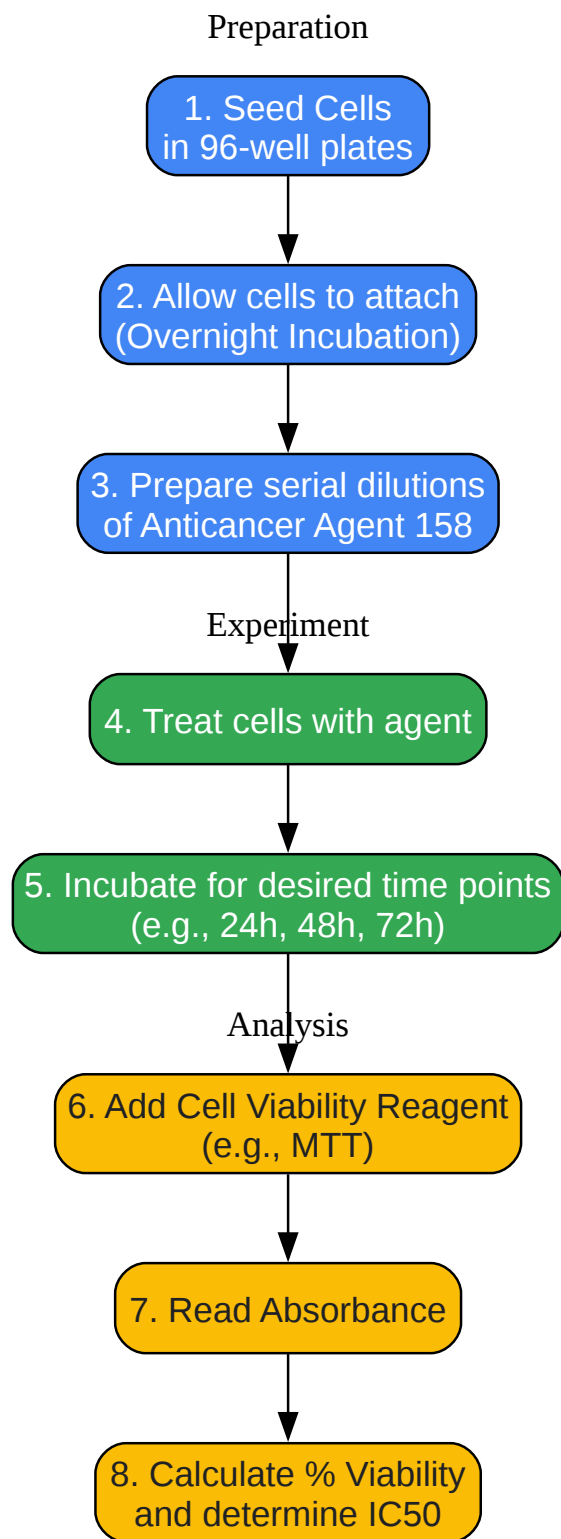 Preparation
1. Seed Cells
in 96-well plates
2. Allow cells to attach
(Overnight Incubation)
3. Prepare serial dilutions
of Anticancer Agent 158
Experiment
4. Treat cells with agent
5. Incubate for desired time points
(e.g., 24h, 48h, 72h)
Analysis
6. Add Cell Viability Reagent
(e.g., MTT)
7. Read Absorbance
8. Calculate % Viability
and determine IC50